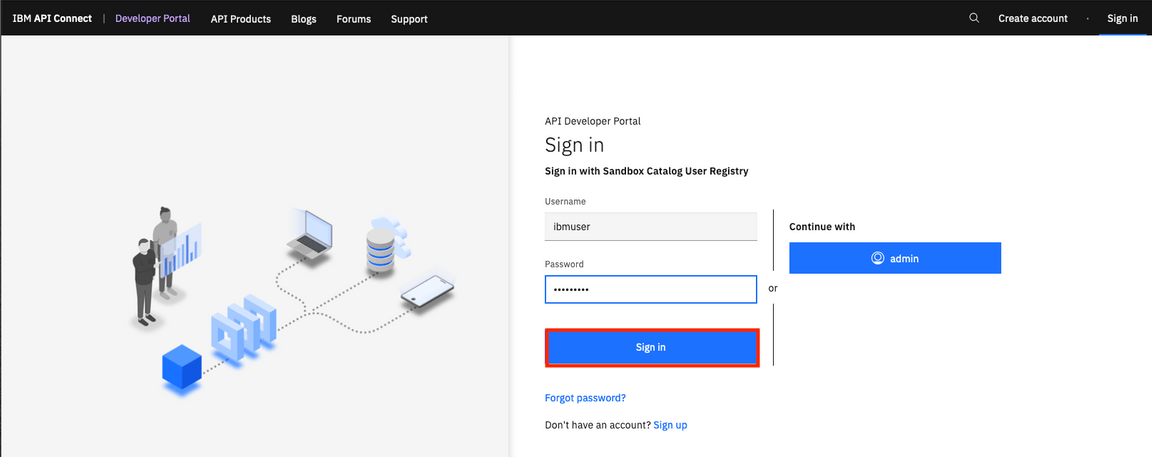 IBM API Connect | Developer Portal API Products Blogs Forums Support Create account · Sign in
API Developer Portal
Sign in
Sign in with Sandbox Catalog User Registry
Username
ibmuser
Password
•••••••••
Sign in
or
Continue with
admin
Forgot password?
Don't have an account? Sign up